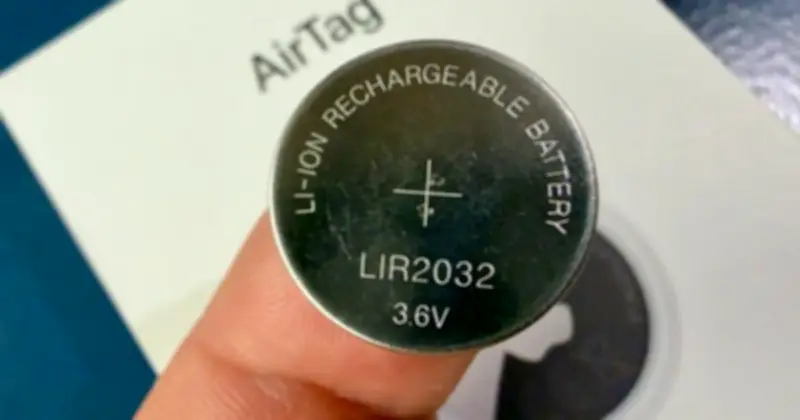 AirTag
LI-ION RECHARGEABLE BATTERY
+
LIR2032
3.6V